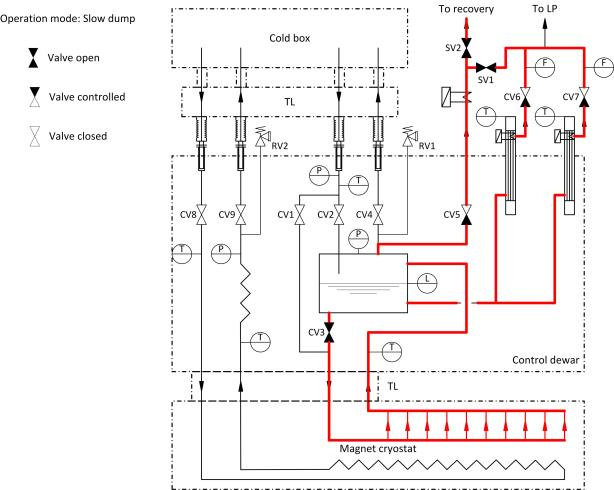 Operation mode: Slow dump
Valve open
Valve controlled
Valve closed
Cold box
TL
To recovery
To LP
SV2
SV1
F
F
CV6
CV7
T
T
RV2
RV1
P
T
CV8
CV9
CV1
CV2
CV4
CV5
T
P
P
L
CV3
T
T
Control dewar
TL
Magnet cryostat